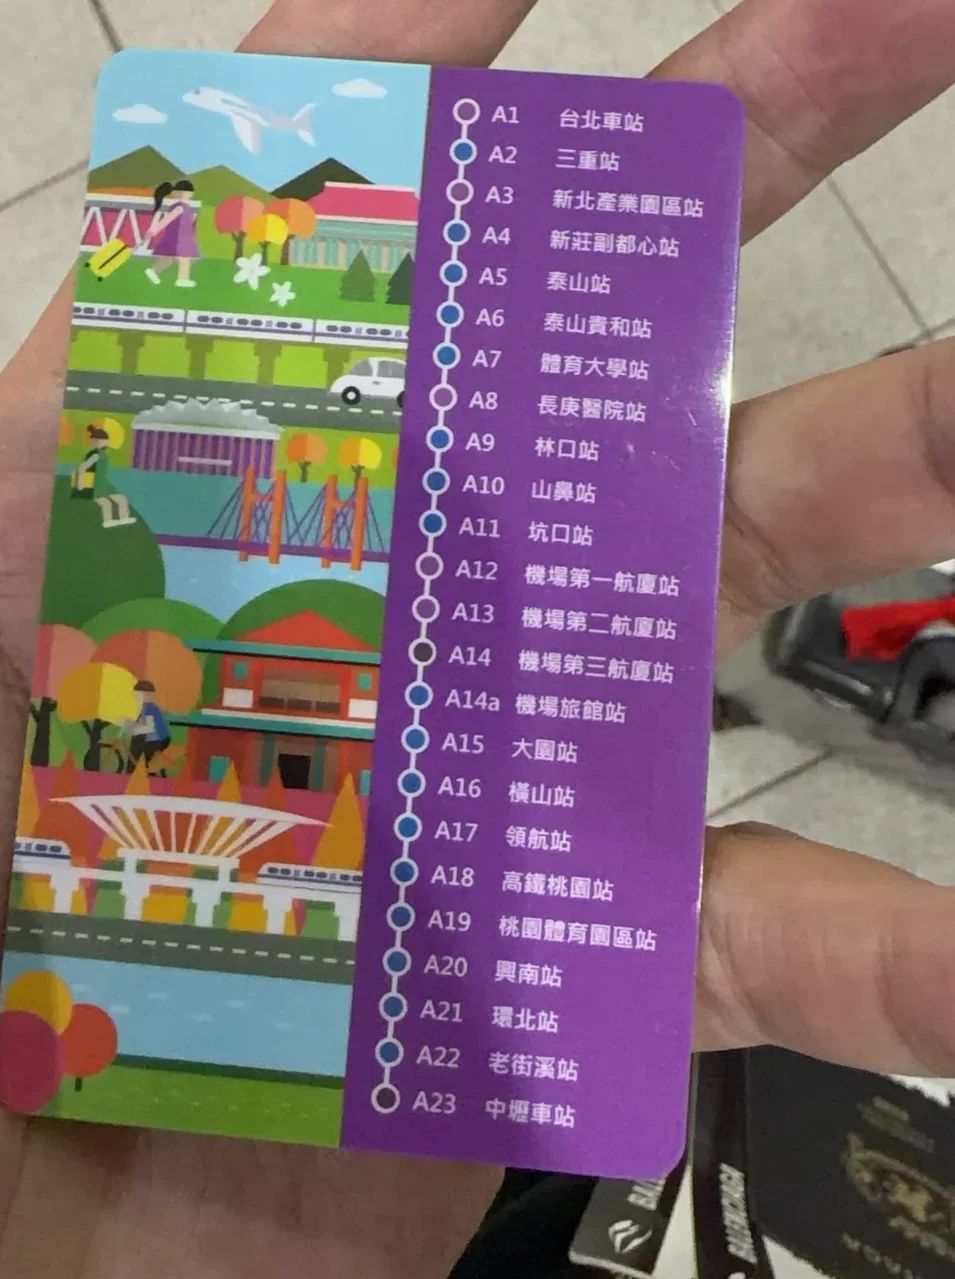 A1 台北車站
A2 三重站
A3 新北產業園區站
A4 新莊副都心站
A5 泰山站
A6 泰山貴和站
A7 體育大學站
A8 長庚醫院站
A9 林口站
A10 山鼻站
A11 坑口站
A12 機場第一航廈站
A13 機場第二航廈站
A14 機場第三航廈站
A14a 機場旅館站
A15 大園站
A16 橫山站
A17 領航站
A18 高鐵桃園站
A19 桃園體育園區站
A20 興南站
A21 環北站
A22 老街溪站
A23 中壢車站